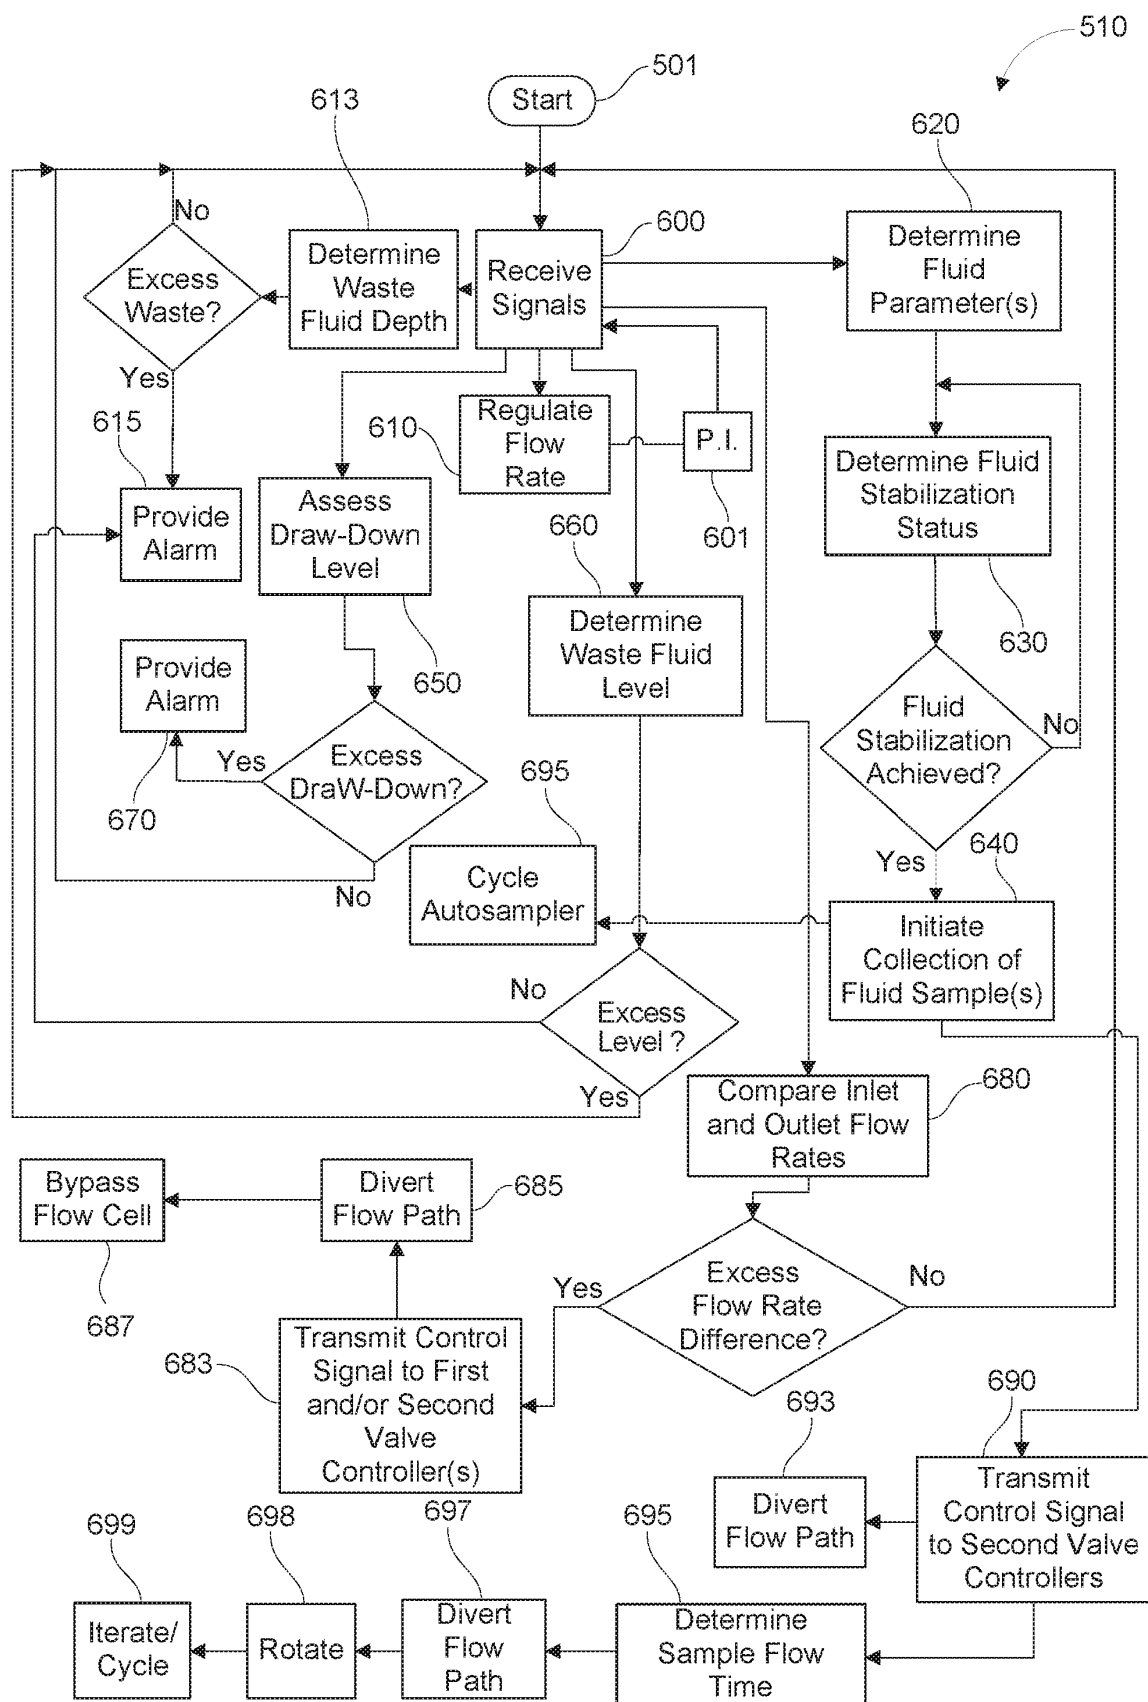 510
Start
501
613
620
No
600
Excess
Waste?
Determine
Waste
Fluid Depth
Receive
Signals
Determine
Fluid
Parameter(s)
Yes
615
610
Regulate
Flow
Rate
P.I.
601
Provide
Alarm
Assess
Draw-Down
Level
660
Determine Fluid
Stabilization
Status
630
Provide
Alarm
650
Determine
Waste Fluid
Level
670
Yes
Excess
DraW-Down?
No
Fluid
Stabilization
Achieved?
No
695
Cycle
Autosampler
Yes
640
Initiate
Collection of
Fluid Sample(s)
No
Excess
Level ?
Yes
Compare Inlet
and Outlet Flow
Rates
680
Bypass
Flow Cell
687
Divert
Flow Path
685
Yes
Excess
Flow Rate
Difference?
No
683
Transmit Control
Signal to First
and/or Second
Valve
Controller(s)
693
690
Divert
Flow Path
Transmit
Control Signal
to Second Valve
Controllers
699
698
697
695
Iterate/
Cycle
Rotate
Divert
Flow
Path
Determine
Sample Flow
Time